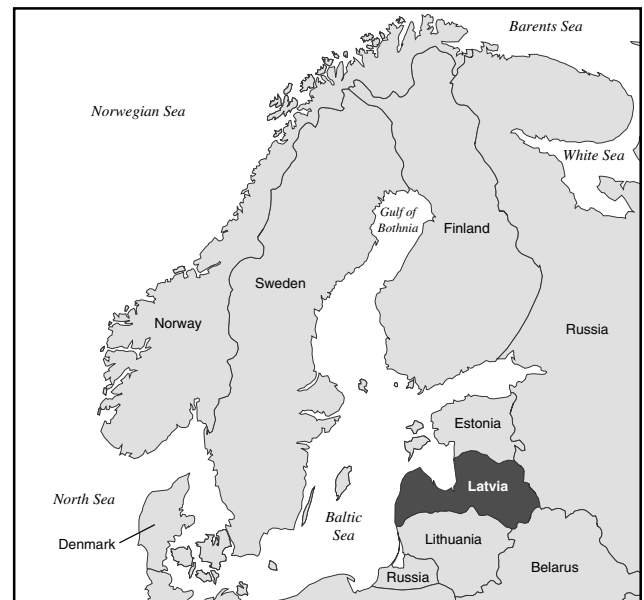 Barents Sea
Norwegian Sea
White Sea
Gulf of
Bothnia
Finland
Sweden
Norway
Russia
Estonia
Latvia
North Sea
Baltic
Sea
Denmark
Lithuania
Russia
Belarus